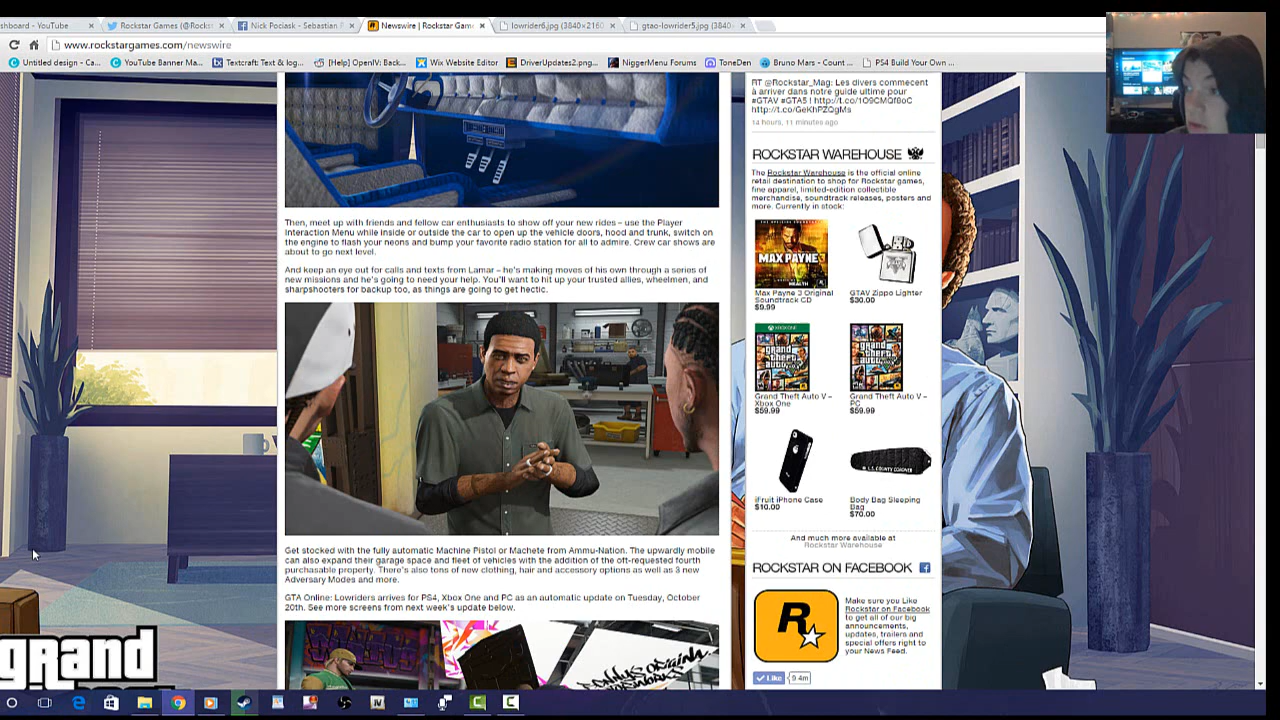 shboard - YouTube
Twitter Rockstar Games (@Rockst
Nick Pociask - Sebastian R
Newswire | Rockstar Gam
lowrider6.jpg (3840×2160
gtao-lowrider5.jpg (3840
www.rockstargames.com/newswire
Untitled design - Ca...
YouTube Banner Ma...
Textcraft: Text & log...
[Help] OpenIV: Back...
Wix Website Editor
DriverUpdates2.png...
NiggerMenu Forums
ToneDen
Bruno Mars - Count ...
PS4 Build Your Own ...
Then, meet up with friends and fellow car enthusiasts to show off your new rides – use the Player
Interaction Menu while inside or outside the car to open up the vehicle doors, hood and trunk, switch on
the engine to flash your neons and bump your favorite radio station for all to admire. Crew car shows are
about to go next level.
And keep an eye out for calls and texts from Lamar – he's making moves of his own through a series of
new missions and he's going to need your help. You'll want to hit up your trusted allies, wheelmen, and
sharpshooters for backup too, as things are going to get hectic.
Get stocked with the fully automatic Machine Pistol or Machete from Ammu-Nation. The upwardly mobile
can also expand their garage space and fleet of vehicles with the addition of the oft-requested fourth
purchasable property. There's also tons of new clothing, hair and accessory options as well as 3 new
Adversary Modes and more.
GTA Online: Lowriders arrives for PS4, Xbox One and PC as an automatic update on Tuesday, October
20th. See more screens from next week's update below.
RT @Rockstar_Mag: Les divers commecent
à arriver dans notre guide ultime pour
#GTAV #GTA5 ! http://t.co/1O9CMQf8oC
http://t.co/GeKhPZQgMs
14 hours, 11 minutes ago
ROCKSTAR WAREHOUSE
The Rockstar Warehouse is the official online
retail destination to shop for Rockstar games,
fine apparel, limited-edition collectible
merchandise, soundtrack releases, posters and
more. Currently in stock:
MAX PAYNE
HEALTH
Max Payne 3 Original
Soundtrack CD
$9.99
GTAV Zippo Lighter
$30.00
XBOX ONE
grand theft auto V
Grand Theft Auto V –
Xbox One
$59.99
grand theft auto V
Grand Theft Auto V –
PC
$59.99
iFruit iPhone Case
$10.00
U.S. COUNTY CORONER
Body Bag Sleeping
Bag
$70.00
And much more available at
Rockstar Warehouse
ROCKSTAR ON FACEBOOK
R
Make sure you Like
Rockstar on Facebook
to get all of our big
announcements,
updates, trailers and
special offers right to
your News Feed.
Like
9.4m
grand
IV